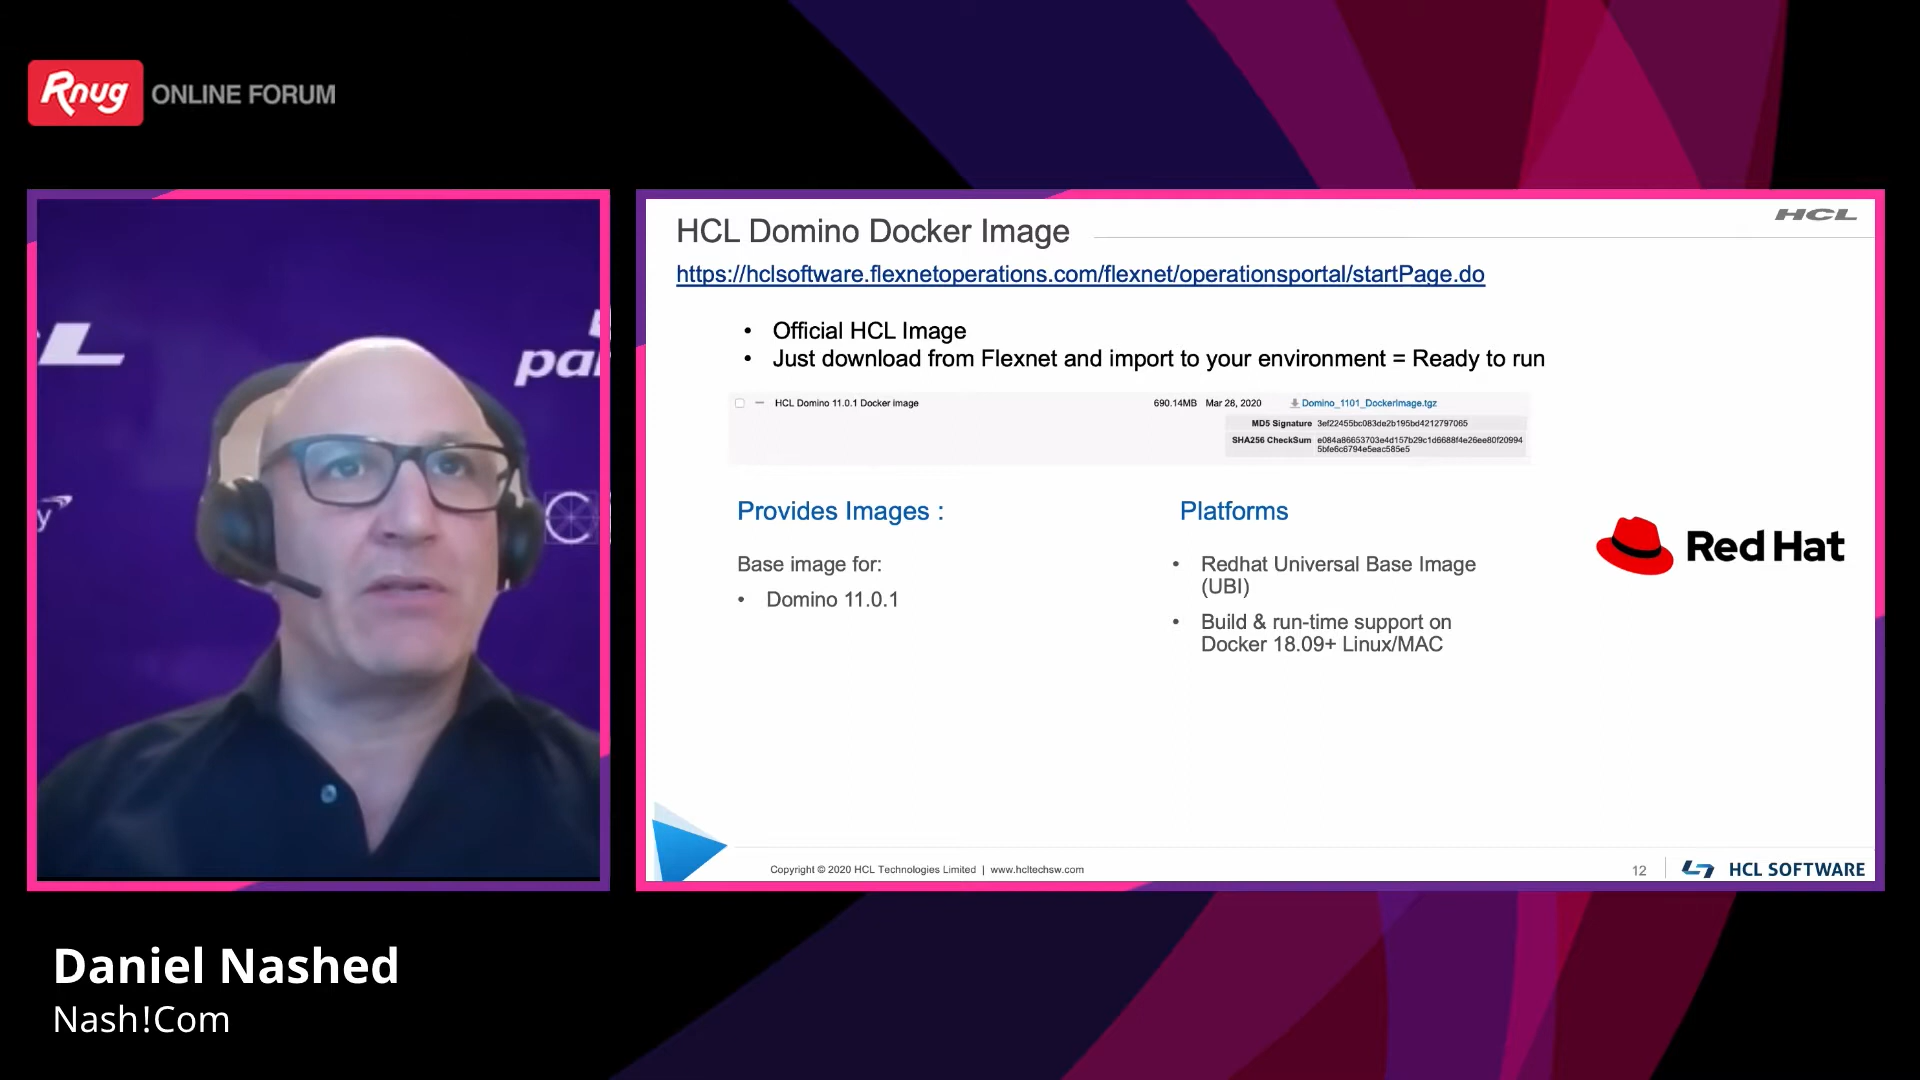 Rnug ONLINE FORUM
HCL Domino Docker Image
HCL
https://hclsoftware.flexnetoperations.com/flexnet/operationsportal/startPage.do
• Official HCL Image
• Just download from Flexnet and import to your environment = Ready to run
HCL Domino 11.0.1 Docker image 690.14MB Mar 28, 2020 Domino_1101_DockerImage.tgz
MD5 Signature 3ef22455bc083de2b195bd4212797065
SHA256 CheckSum e084a86653703e4d157b29c1d6688f4e26ee80f20994
5bfe6c6794e5eac585e5
Provides Images :
Base image for:
• Domino 11.0.1
Platforms
• Redhat Universal Base Image
(UBI)
• Build & run-time support on
Docker 18.09+ Linux/MAC
Red Hat
Copyright © 2020 HCL Technologies Limited | www.hcltechsw.com
12
HCL SOFTWARE
Daniel Nashed
Nash!Com